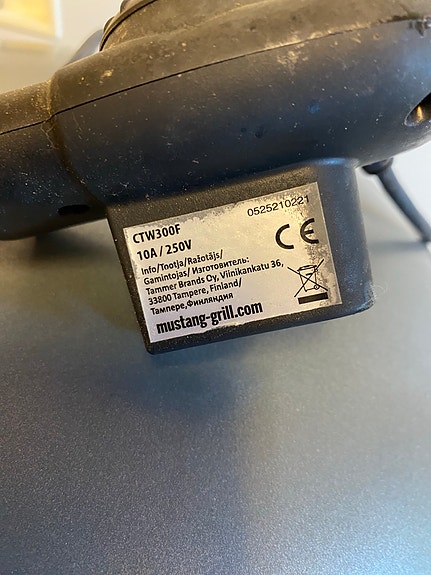 0525210221
CTW300F
10A / 250V
CE
Info/Tootja/Ražotājs/
Gamintojas/ Изготовитель:
Tammer Brands Oy, Viinikankatu 36,
33800 Tampere, Finland/
Тампере,Финляндия
mustang-grill.com